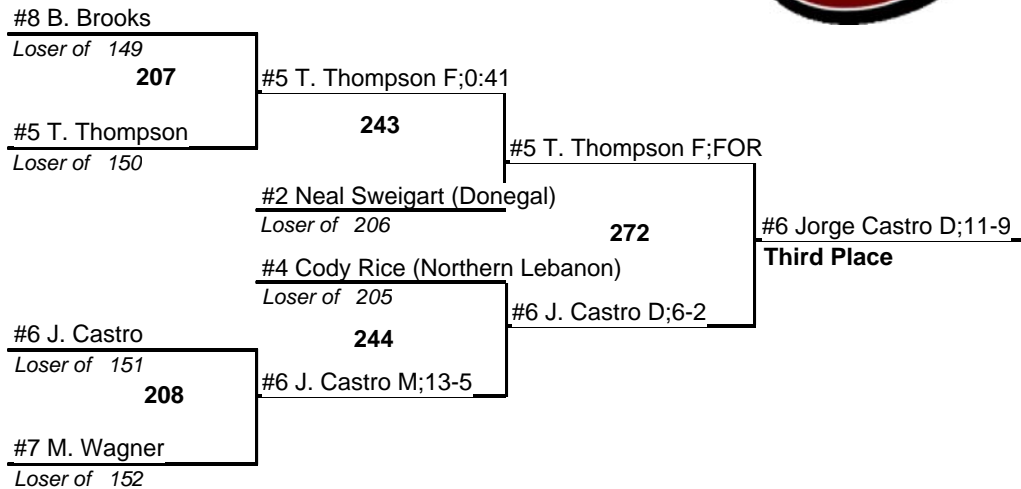 #8 B. Brooks
Loser of 149
207
#5 T. Thompson F;0:41
#5 T. Thompson
Loser of 150
243
#5 T. Thompson F;FOR
#2 Neal Sweigart (Donegal)
Loser of 206
272
#6 Jorge Castro D;11-9
Third Place
#4 Cody Rice (Northern Lebanon)
Loser of 205
#6 J. Castro D;6-2
#6 J. Castro
Loser of 151
244
208
#6 J. Castro M;13-5
#7 M. Wagner
Loser of 152